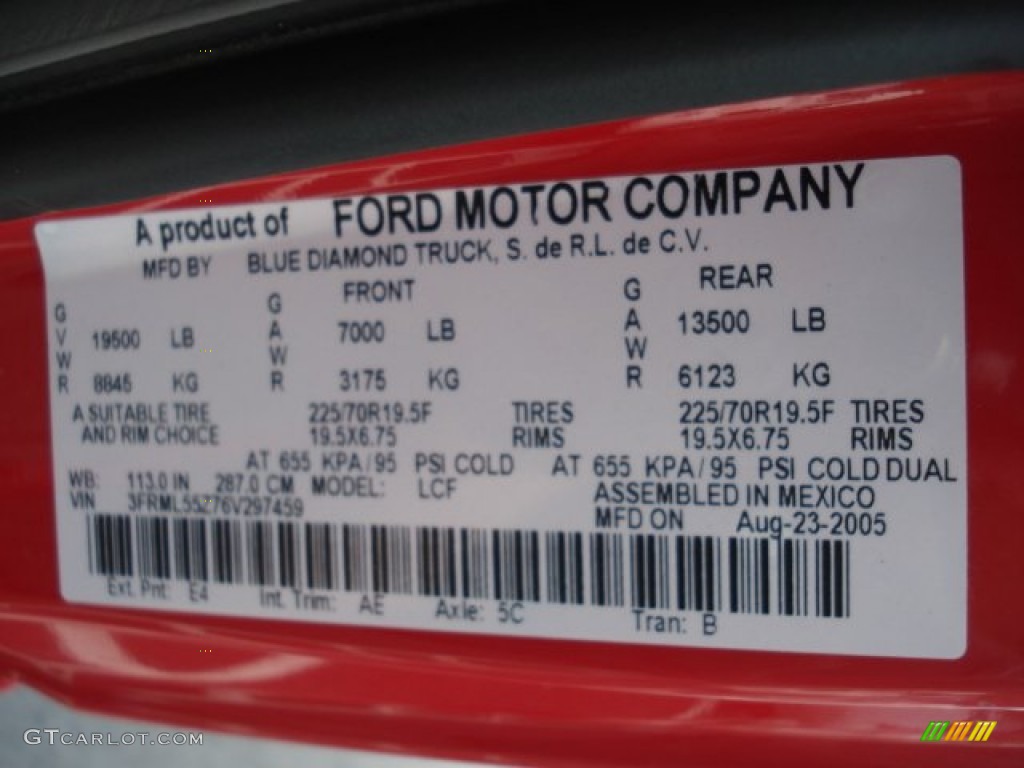 A product of FORD MOTOR COMPANY
MFD BY BLUE DIAMOND TRUCK, S. de R.L. de C.V.
FRONT REAR
GVWR 19500 LB GAWR 7000 LB GAWR 13500 LB
8845 KG 3175 KG 6123 KG
A SUITABLE TIRE 225/70R19.5F TIRES 225/70R19.5F TIRES
AND RIM CHOICE 19.5X6.75 RIMS 19.5X6.75 RIMS
AT 655 KPA/95 PSI COLD AT 655 KPA/95 PSI COLD DUAL
WB: 113.0 IN 287.0 CM MODEL: LCF ASSEMBLED IN MEXICO
VIN 3FRML55Z76V297459 MFD ON Aug-23-2005
Ext. Pnt: E4 Int. Trim: AE Axle: 5C Tran: B
GTCARLOT.COM